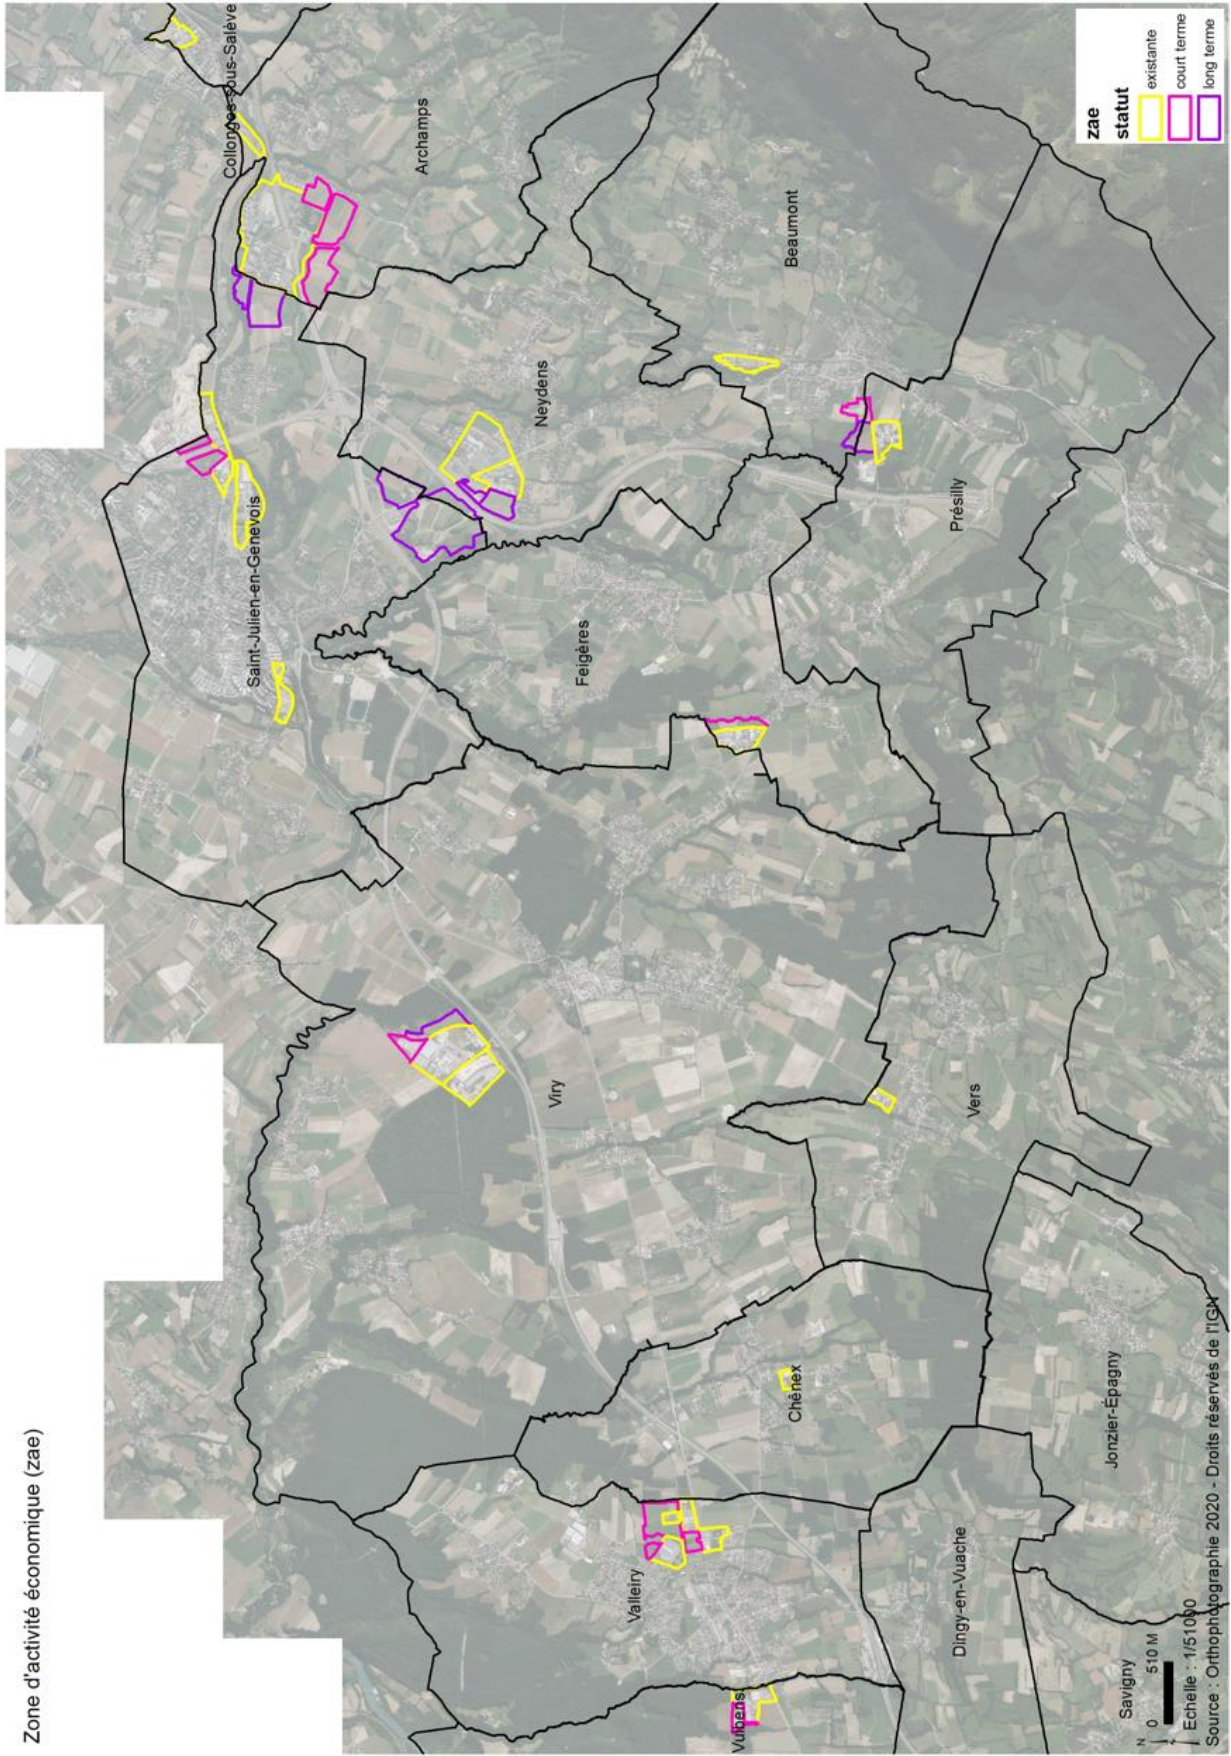 Zone d'activité économique (zae)
Collonges-sous-Salève
Archamps
Saint-Julien-en-Genevois
Neydens
Beaumont
Feigères
Présilly
Viry
Vers
Chênex
Valleiry
Vulbens
Dingy-en-Vuache
Jonzier-Épagny
Savigny
zae
statut
existante
court terme
long terme
N
0 510 M
Echelle : 1/51000
Source : Orthophotographie 2020 - Droits réservés de l'IGN